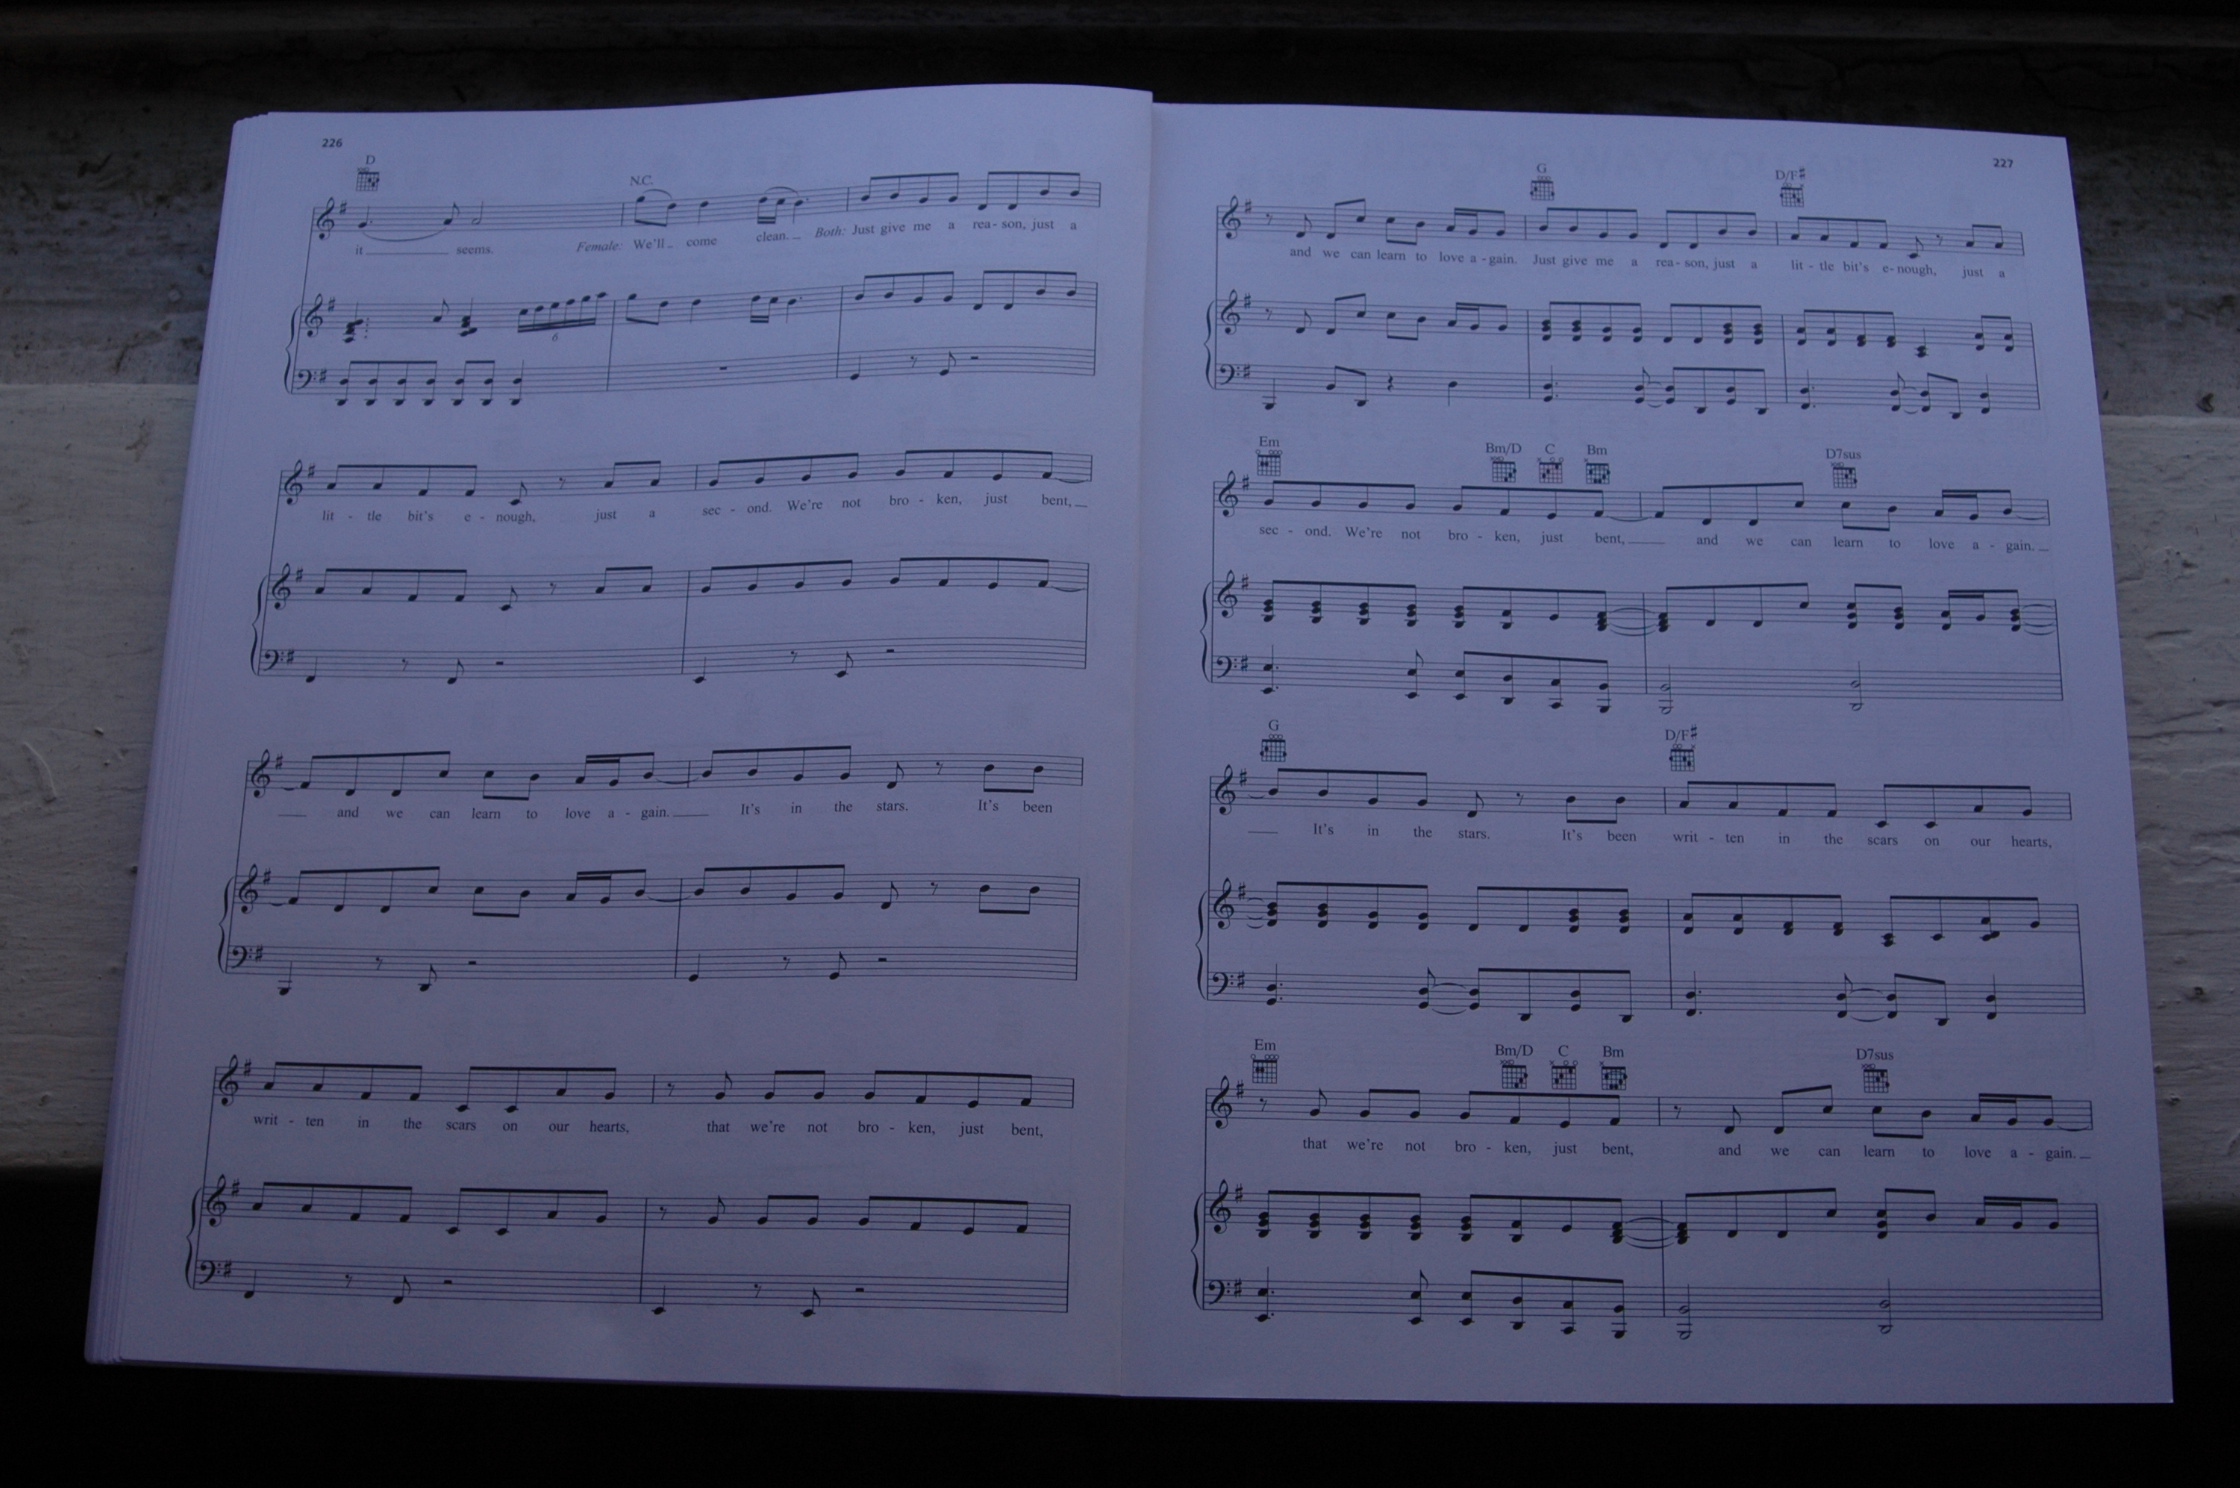 226
D
N.C.
it seems. Female: We'll come clean. Both: Just give me a rea - son, just a
6
lit - tle bit's e - nough, just a sec - ond. We're not bro - ken, just bent,
and we can learn to love a - gain. It's in the stars. It's been
writ - ten in the scars on our hearts, that we're not bro - ken, just bent,
227
G D/F♯
and we can learn to love a - gain. Just give me a rea - son, just a lit - tle bit's e - nough, just a
Em Bm/D C Bm D7sus
sec - ond. We're not bro - ken, just bent, and we can learn to love a - gain.
G D/F♯
It's in the stars. It's been writ - ten in the scars on our hearts,
Em Bm/D C Bm D7sus
that we're not bro - ken, just bent, and we can learn to love a - gain.